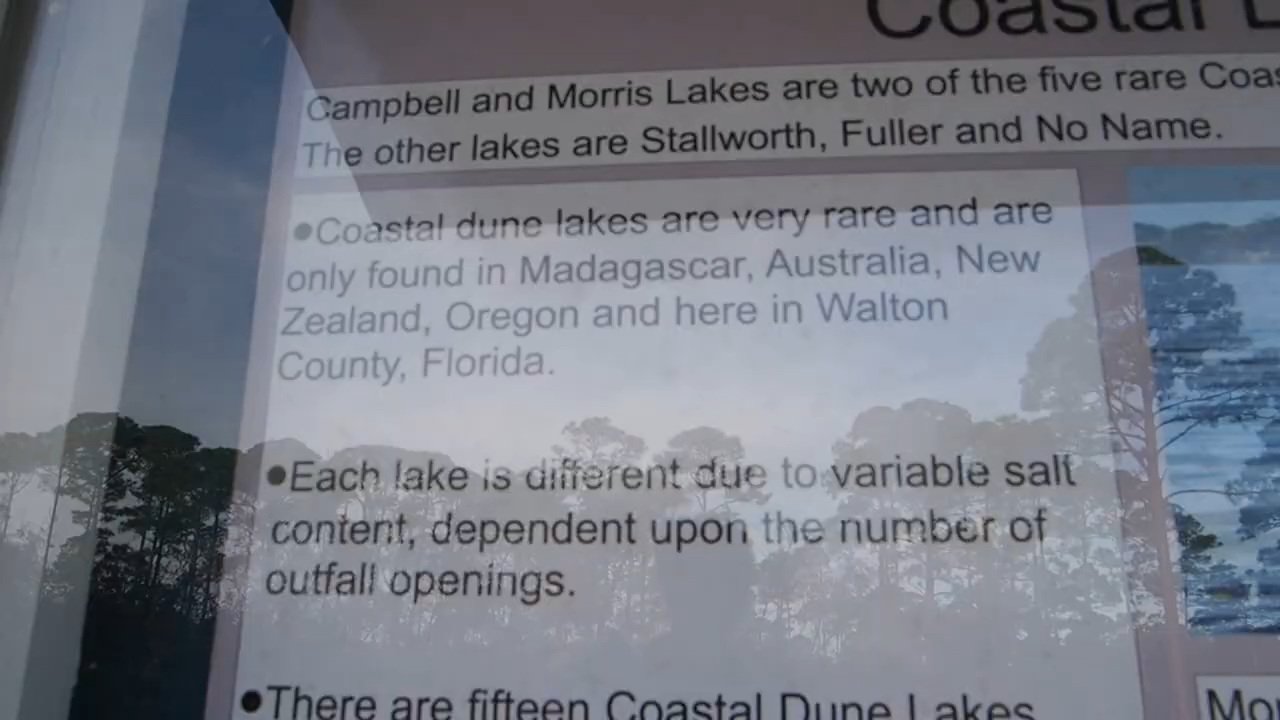 Coastal
Campbell and Morris Lakes are two of the five rare
The other lakes are Stallworth, Fuller and No Name.
•Coastal dune lakes are very rare and are
only found in Madagascar, Australia, New
Zealand, Oregon and here in Walton
County, Florida.
•Each lake is different due to variable salt
content, dependent upon the number of
outfall openings.
•There are fifteen Coastal Dune Lakes